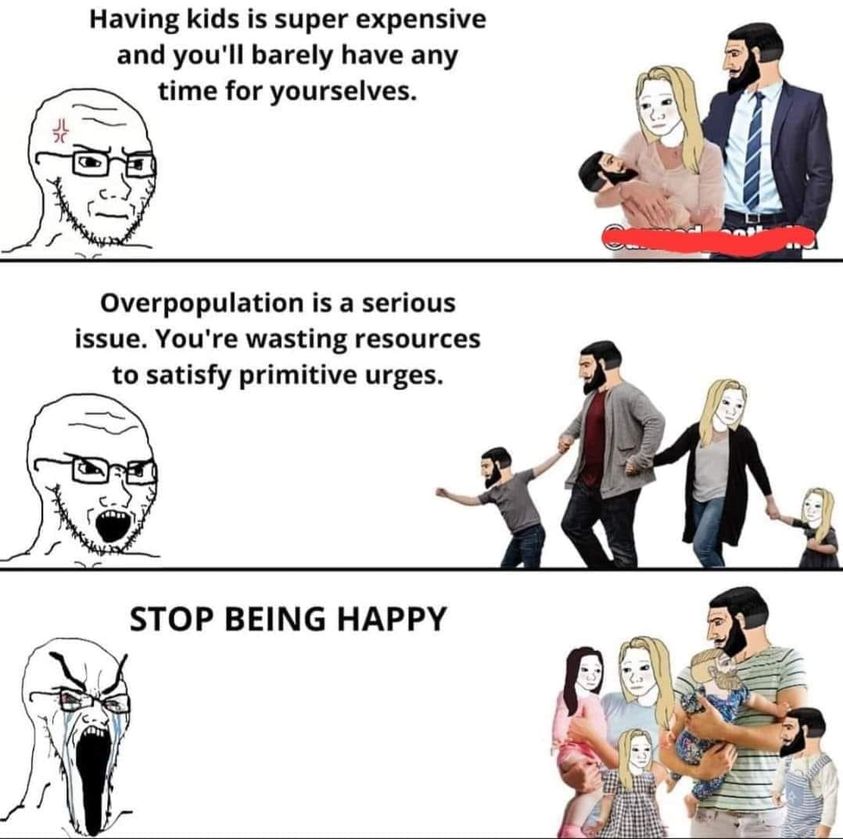 Having kids is super expensive
and you'll barely have any
time for yourselves.
Overpopulation is a serious
issue. You're wasting resources
to satisfy primitive urges.
STOP BEING HAPPY